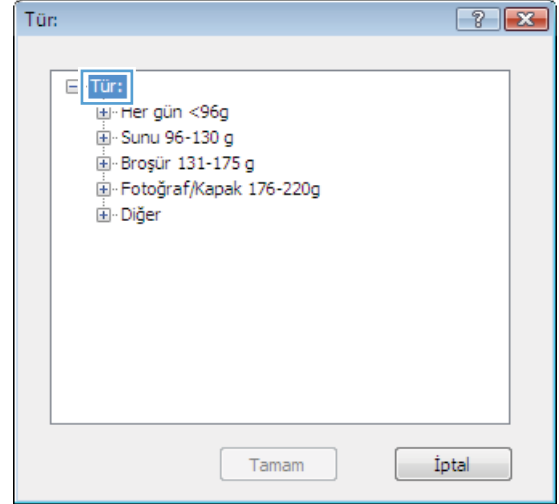 Tür:
Tür:
Her gün <96g
Sunu 96-130 g
Broşür 131-175 g
Fotoğraf/Kapak 176-220g
Diğer
Tamam
İptal